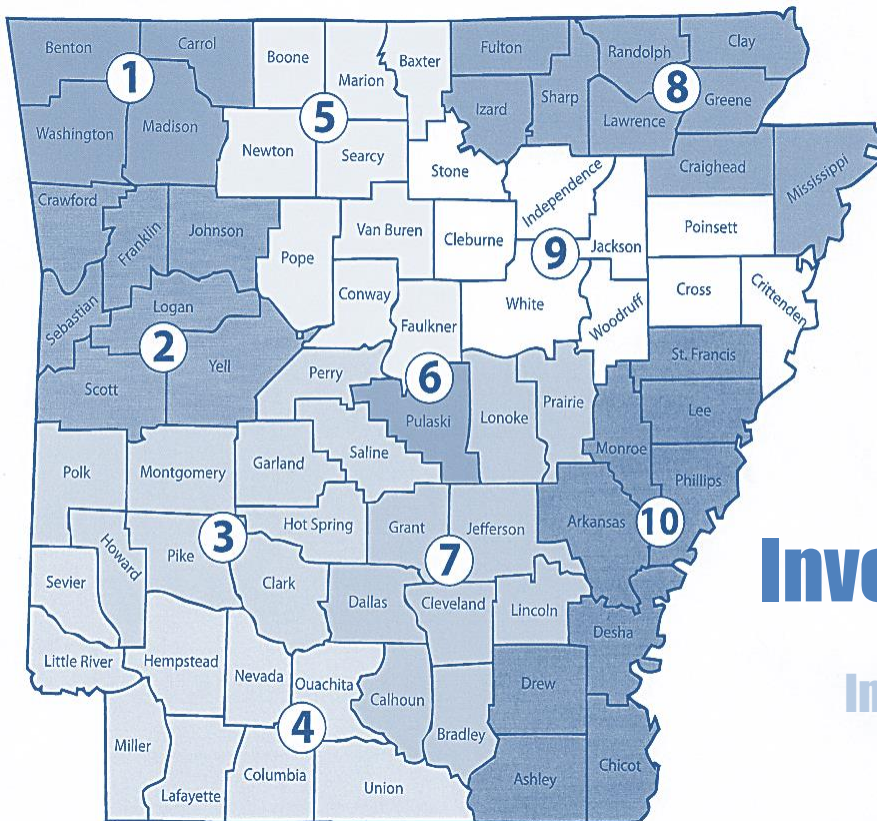 Benton
Carrol
Boone
Marion
Baxter
Fulton
Randolph
Clay
1
5
8
Izard
Sharp
Greene
Lawrence
Washington
Madison
Newton
Searcy
Stone
Independence
Craighead
Mississippi
Crawford
Franklin
Johnson
Pope
Van Buren
Cleburne
9
Jackson
Poinsett
Sebastian
Logan
Conway
Faulkner
White
Woodruff
Cross
Crittenden
2
Scott
Yell
Perry
6
Pulaski
Lonoke
Prairie
St. Francis
Lee
Monroe
Phillips
Polk
Montgomery
Garland
Saline
Howard
Pike
3
Hot Spring
Grant
Jefferson
7
Arkansas
10
Inve
Sevier
Clark
Dallas
Cleveland
Lincoln
Desha
Little River
Hempstead
Nevada
Ouachita
Calhoun
Drew
In
4
Bradley
Miller
Lafayette
Columbia
Union
Ashley
Chicot